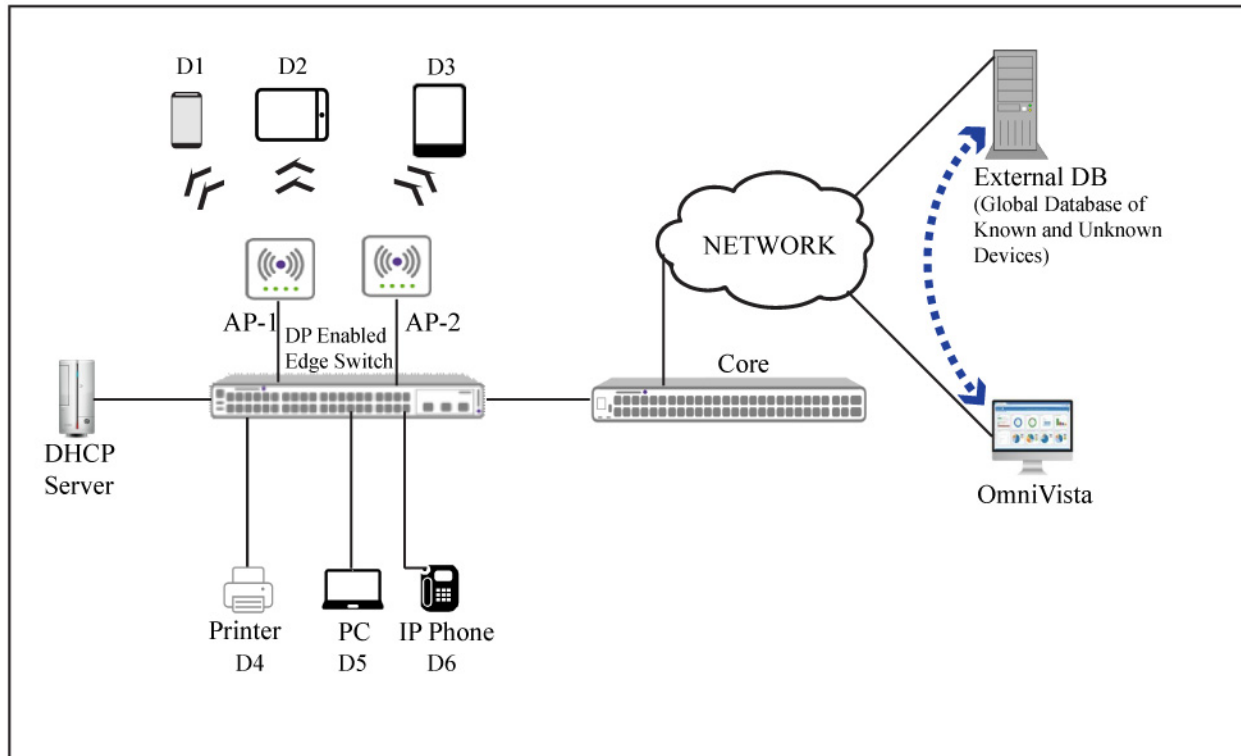 D1
D2
D3
AP-1
AP-2
DP Enabled
Edge Switch
DHCP
Server
Printer
D4
PC
D5
IP Phone
D6
Core
NETWORK
External DB
(Global Database of
Known and Unknown
Devices)
OmniVista